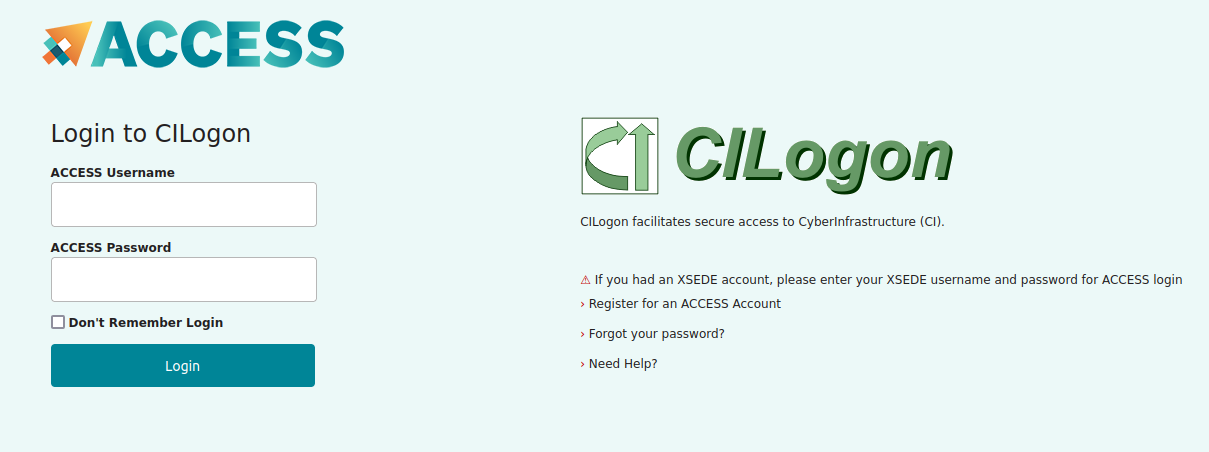 ACCESS
Login to CILogon
ACCESS Username
ACCESS Password
Don't Remember Login
Login
CI CILogon
CILogon facilitates secure access to CyberInfrastructure (CI).
⚠ If you had an XSEDE account, please enter your XSEDE username and password for ACCESS login
› Register for an ACCESS Account
› Forgot your password?
› Need Help?